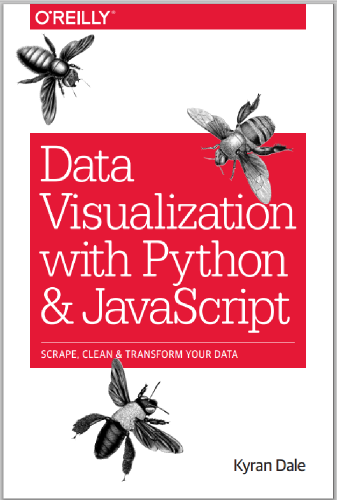 O'REILLY®
Data
Visualization
with Python
& JavaScript
SCRAPE, CLEAN & TRANSFORM YOUR DATA
Kyran Dale